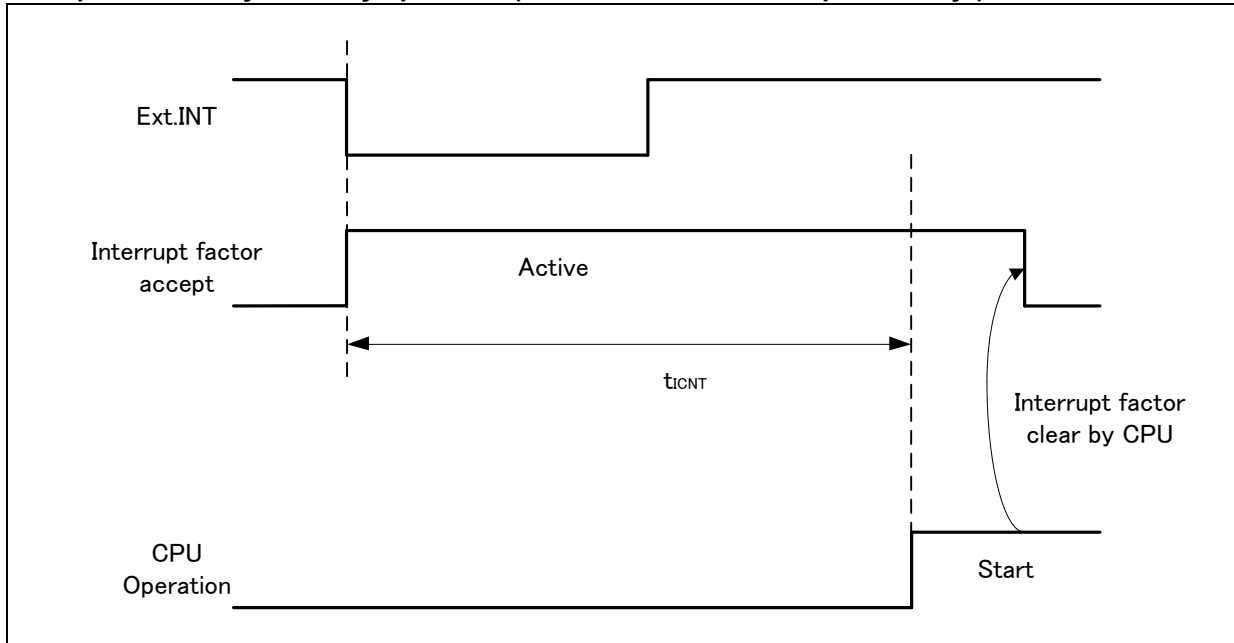 Ext.INT
Interrupt factor
accept
Active
tICNT
Interrupt factor
clear by CPU
CPU
Operation
Start